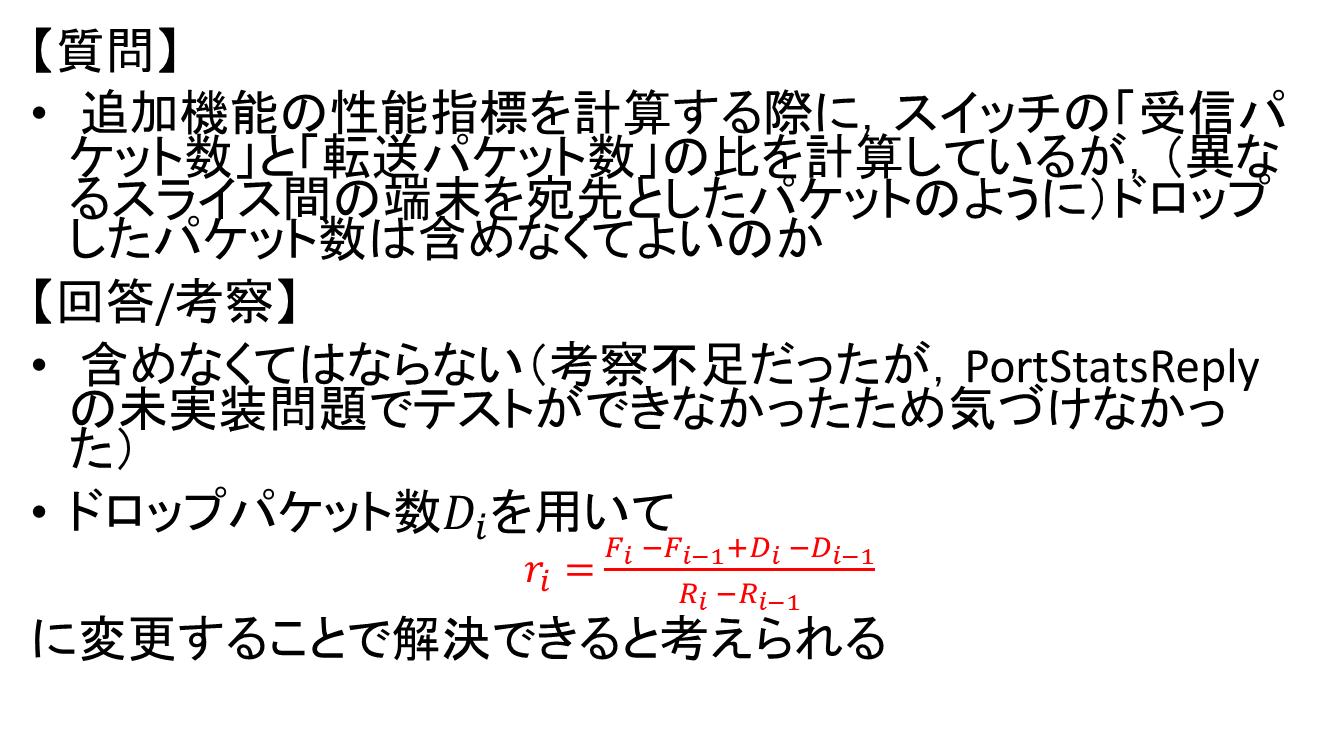 【質問】
• 追加機能の性能指標を計算する際に，スイッチの「受信パ
ケット数」と「転送パケット数」の比を計算しているが，（異な
るスライス間の端末を宛先としたパケットのように）ドロップ
したパケット数は含めなくてよいのか
【回答/考察】
• 含めなくてはならない（考察不足だったが，PortStatsReply
の未実装問題でテストができなかったため気づけなかっ
た）
• ドロップパケット数D_iを用いて
r_i = \frac{F_i - F_{i-1} + D_i - D_{i-1}}{R_i - R_{i-1}}
に変更することで解決できると考えられる